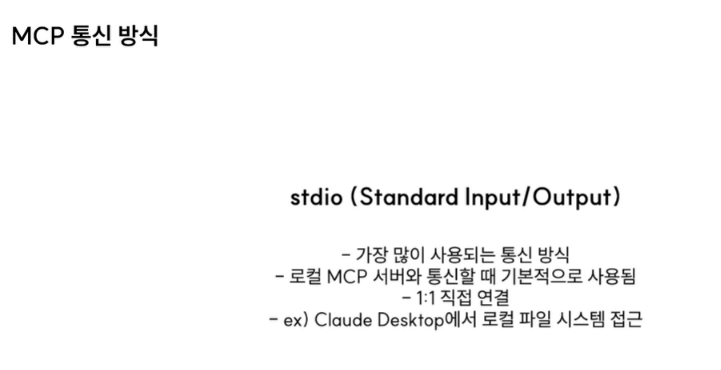 MCP 통신 방식
stdio (Standard Input/Output)
- 가장 많이 사용되는 통신 방식
- 로컬 MCP 서버와 통신할 때 기본적으로 사용됨
- 1:1 직접 연결
- ex) Claude Desktop에서 로컬 파일 시스템 접근